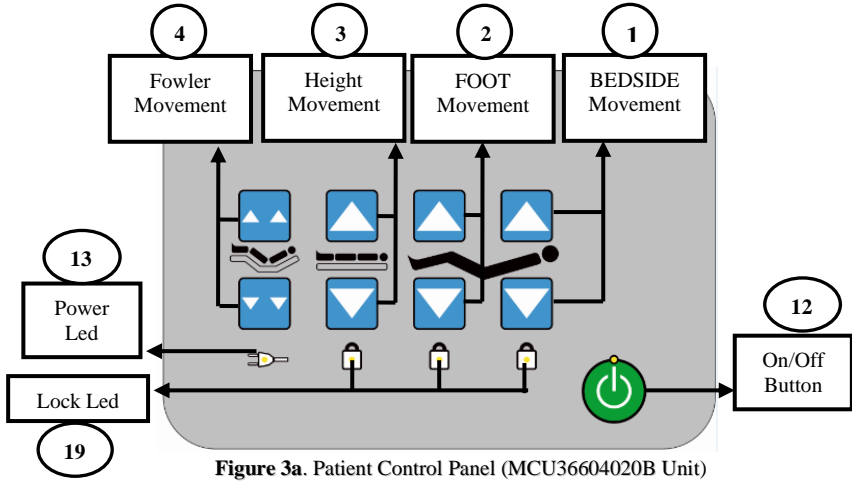 4
3
2
1
Fowler
Movement
Height
Movement
FOOT
Movement
BEDSIDE
Movement
13
Power
Led
12
On/Off
Button
Lock Led
19
Figure 3a. Patient Control Panel (MCU36604020B Unit)